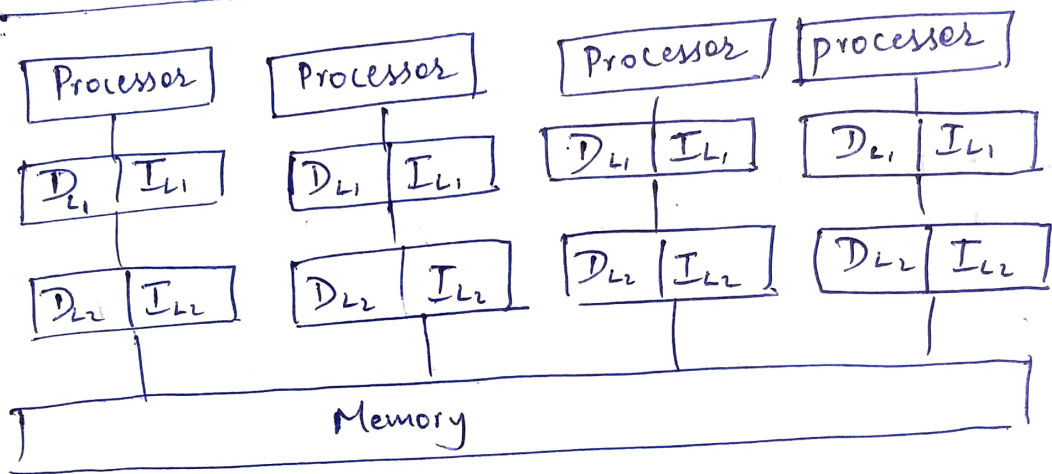 Processor Processor Processor processor
DL1 IL1 DL1 IL1 DL1 IL1 DL1 IL1
DL2 IL2 DL2 IL2 DL2 IL2 DL2 IL2
Memory